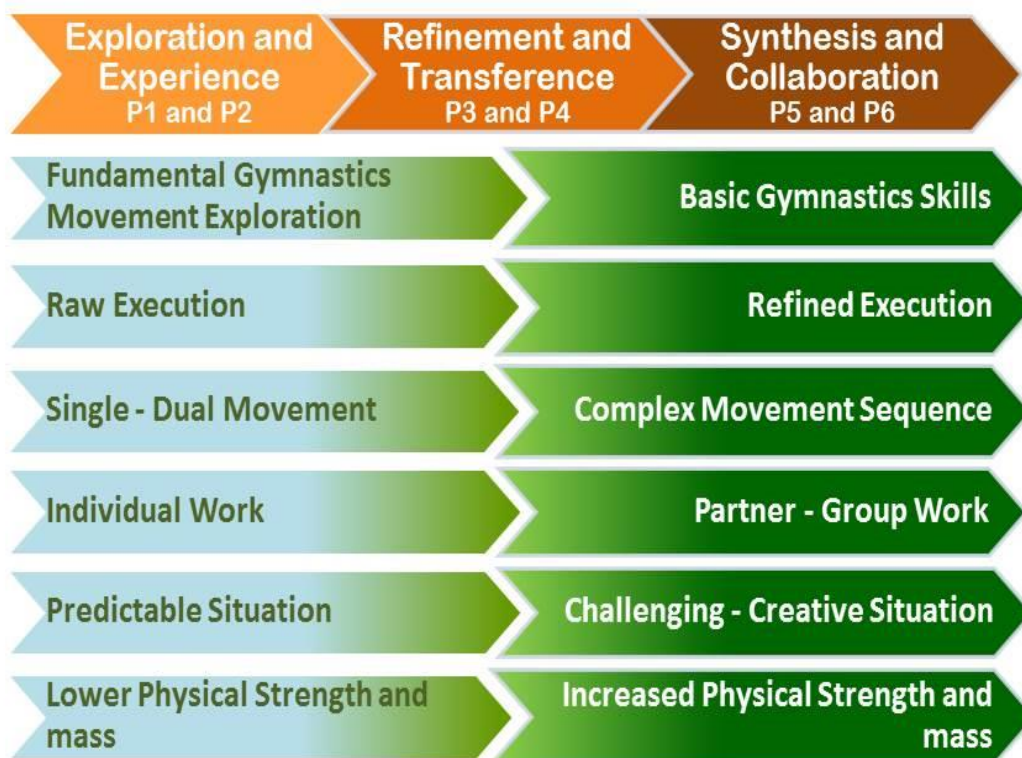 Exploration and
Experience
P1 and P2
Refinement and
Transference
P3 and P4
Synthesis and
Collaboration
P5 and P6
Fundamental Gymnastics
Movement Exploration
Basic Gymnastics Skills
Raw Execution
Refined Execution
Single - Dual Movement
Complex Movement Sequence
Individual Work
Partner - Group Work
Predictable Situation
Challenging - Creative Situation
Lower Physical Strength and
mass
Increased Physical Strength and
mass